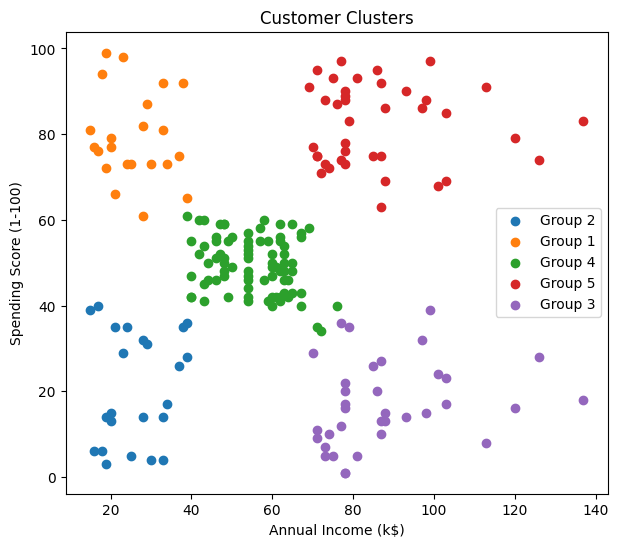 Customer Clusters
Spending Score (1-100)
100
80
60
40
20
0
Group 2
Group 1
Group 4
Group 5
Group 3
20 40 60 80 100 120 140
Annual Income (k$)